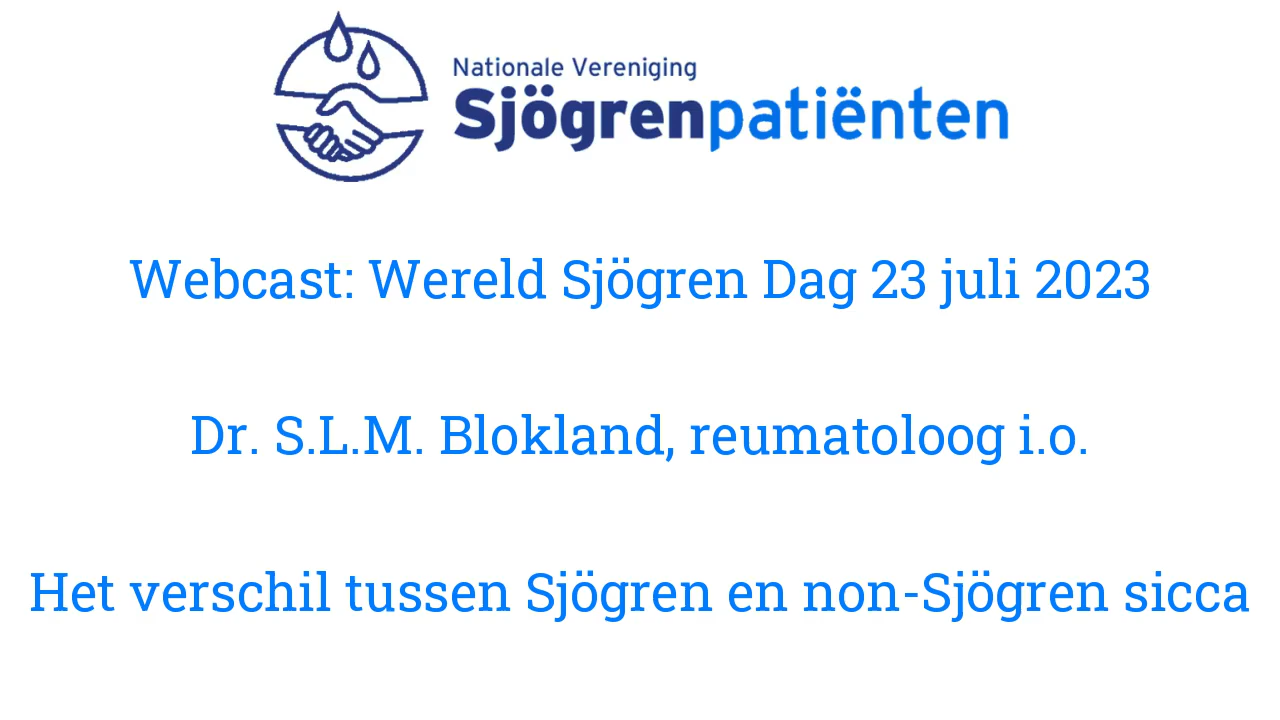 Nationale Vereniging
Sjögrenpatiënten
Webcast: Wereld Sjögren Dag 23 juli 2023
Dr. S.L.M. Blokland, reumatoloog i.o.
Het verschil tussen Sjögren en non-Sjögren sicca